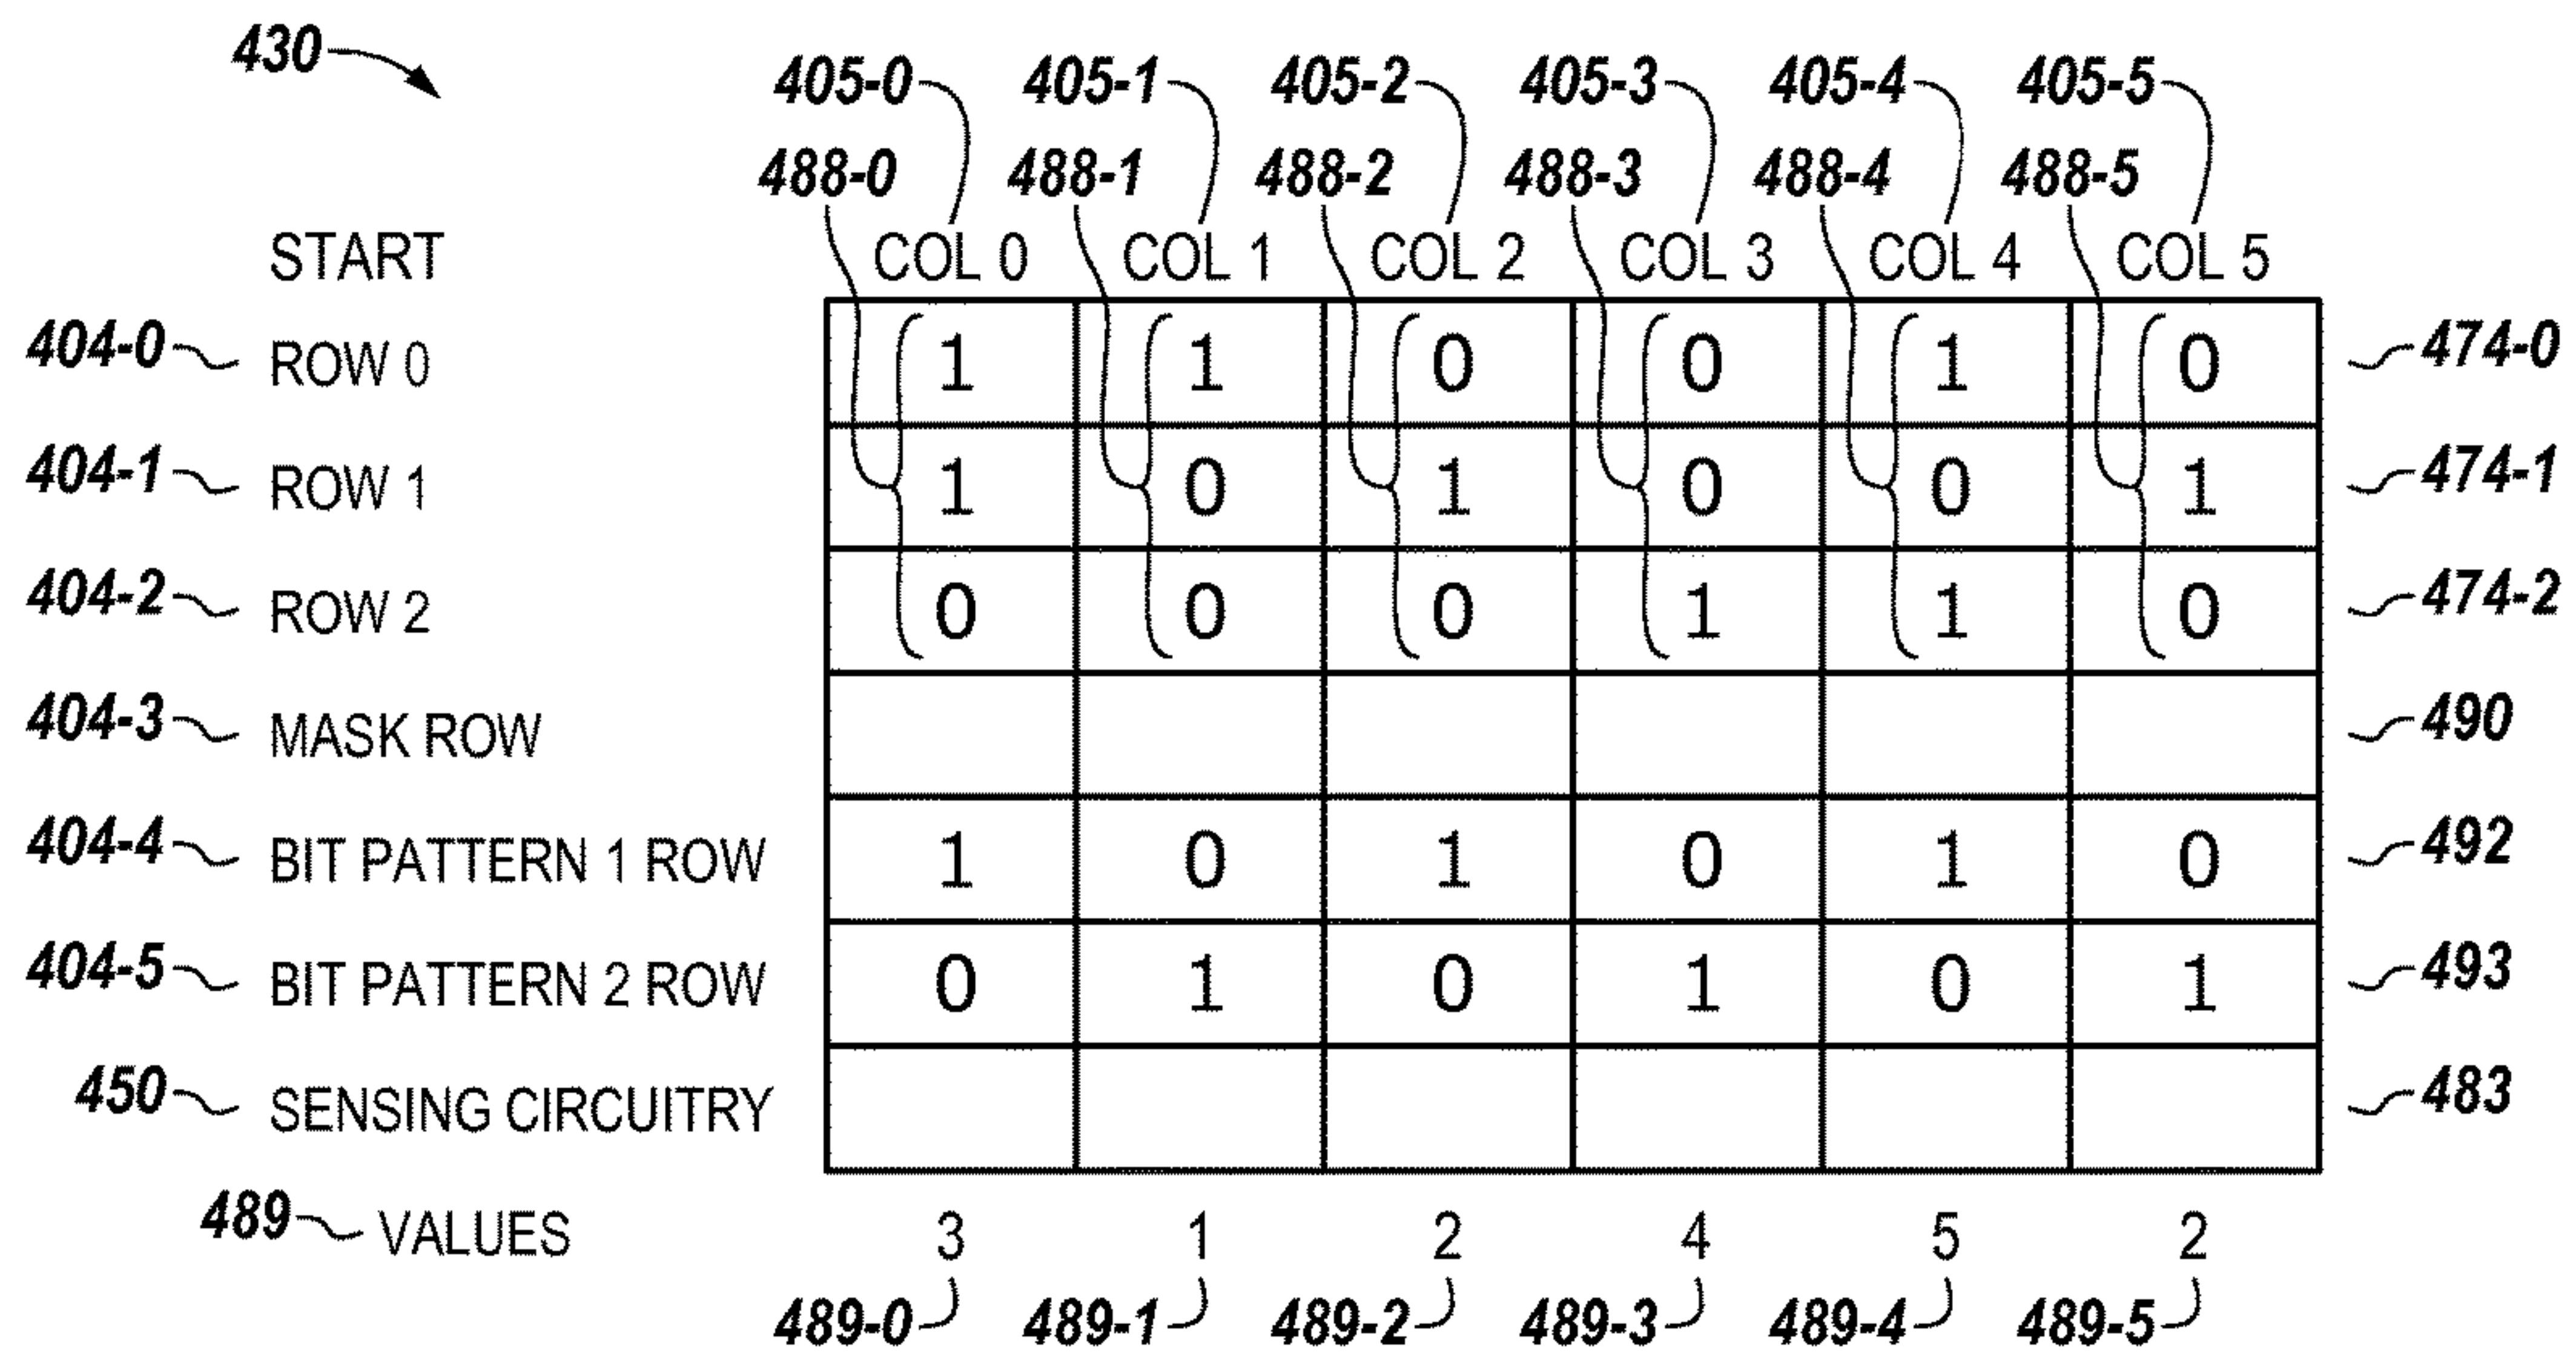 430
405-0 405-1 405-2 405-3 405-4 405-5
488-0 488-1 488-2 488-3 488-4 488-5
START COL 0 COL 1 COL 2 COL 3 COL 4 COL 5
404-0 ROW 0 1 1 0 0 1 0 474-0
404-1 ROW 1 1 0 1 0 0 1 474-1
404-2 ROW 2 0 0 0 1 1 0 474-2
404-3 MASK ROW 490
404-4 BIT PATTERN 1 ROW 1 0 1 0 1 0 492
404-5 BIT PATTERN 2 ROW 0 1 0 1 0 1 493
450 SENSING CIRCUITRY 483
489 VALUES 3 1 2 4 5 2
489-0 489-1 489-2 489-3 489-4 489-5